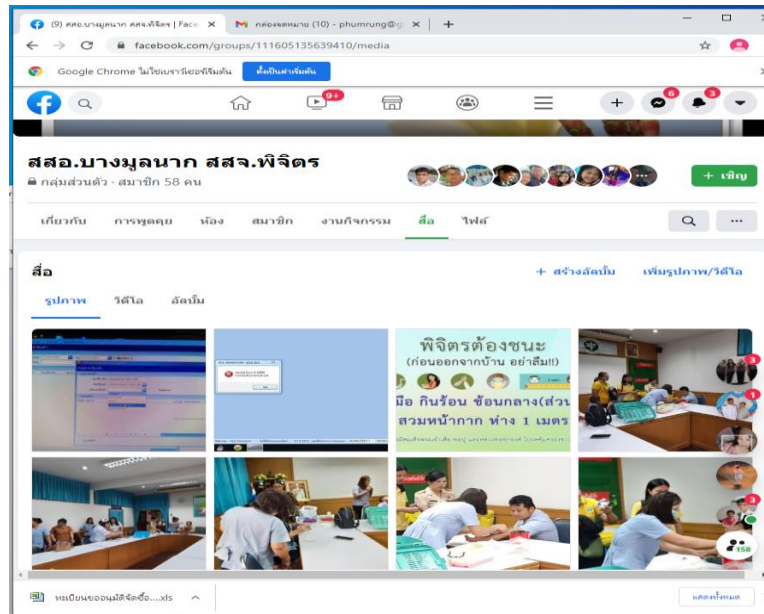 (9) สสอ.บางมูลนาก สสจ.พิจิตร | Face
กล่องจดหมาย (10) - phumrung@g
facebook.com/groups/111605135639410/media
Google Chrome ไม่ใช่เบราว์เซอร์เริ่มต้น
ตั้งเป็นค่าเริ่มต้น
9+
6
3
สสอ.บางมูลนาก สสจ.พิจิตร
กลุ่มส่วนตัว · สมาชิก 58 คน
+ เชิญ
เกี่ยวกับ การพูดคุย ห้อง สมาชิก งานกิจกรรม สื่อ ไฟล์
สื่อ
+ สร้างอัลบั้ม เพิ่มรูปภาพ/วิดีโอ
รูปภาพ วิดีโอ อัลบั้ม
พิจิตรต้องชนะ
(ก่อนออกจากบ้าน อย่าลืม!!)
มือ กินร้อน ช้อนกลาง(ส่วน
สวมหน้ากาก ห่าง 1 เมตร
3
1
3
158
ทะเบียนขออนุมัติจัดซื้อ....xls
แสดงทั้งหมด